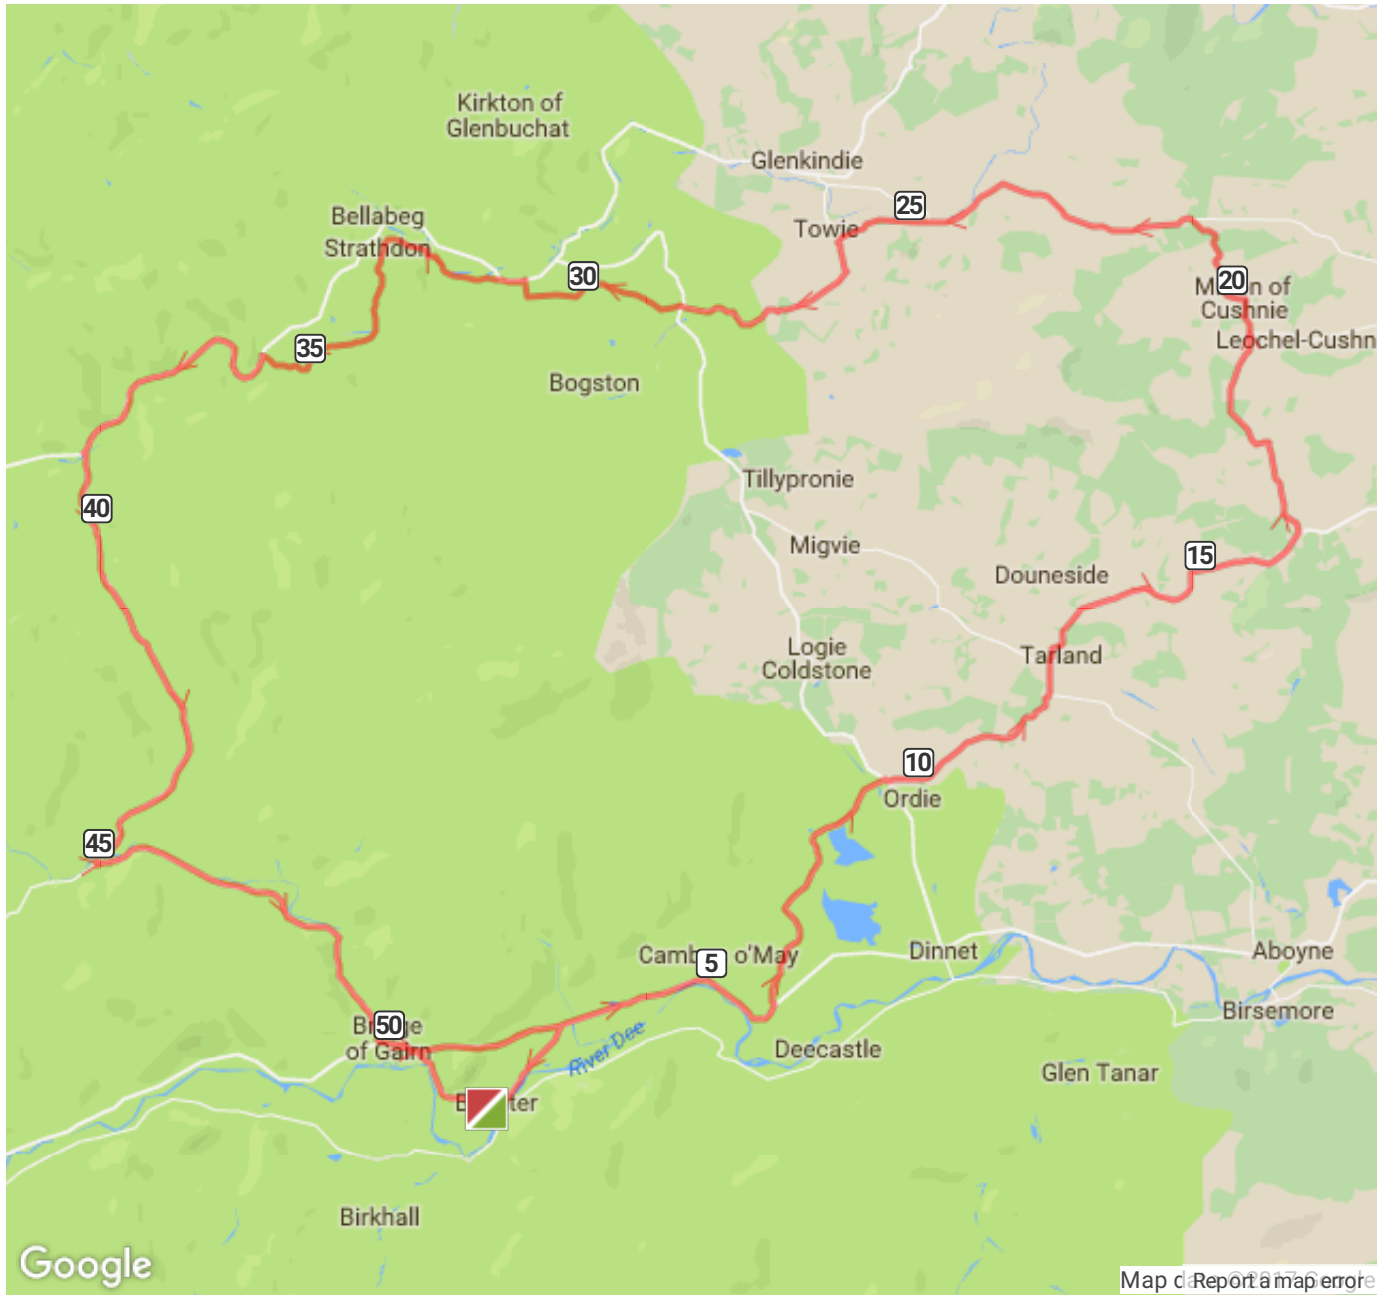 Kirkton of
Glenbuchat
Glenkindie
25
Bellabeg
Towie
Strathdon
30
20
Cushnie
Leochel-Cushn
35
Bogston
Tillypronie
40
Migvie
15
Douneside
Logie
Coldstone
Tarland
10
Ordie
45
o'May
5
Dinnet
Aboyne
Birsemore
50
of Gairn
River Dee
Deecastle
Glen Tanar
Birkhall
Google
Map
Report a map error